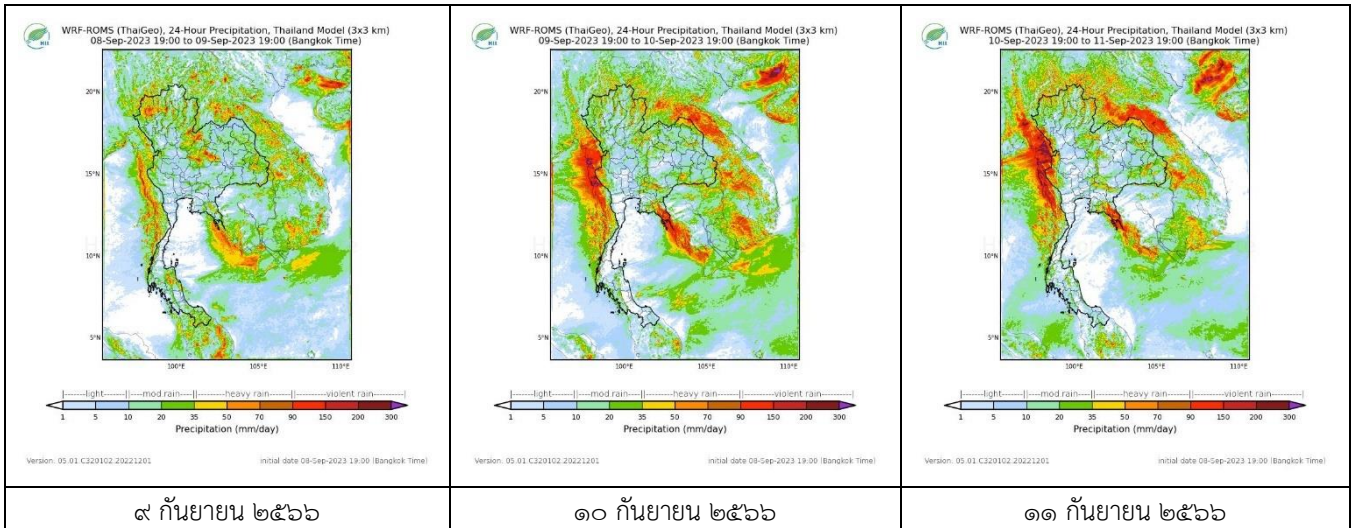 HII
WRF-ROMS (ThaiGeo), 24-Hour Precipitation, Thailand Model (3x3 km)
08-Sep-2023 19:00 to 09-Sep-2023 19:00 (Bangkok Time)
20°N
15°N
10°N
5°N
100°E 105°E 110°E
light mod rain heavy rain violent rain
1 5 10 20 35 50 70 90 150 200 300
Precipitation (mm/day)
Version: 05.01.C320102.20221201 initial date 08-Sep-2023 19:00 (Bangkok Time)
๙ กันยายน ๒๕๖๖
HII
WRF-ROMS (ThaiGeo), 24-Hour Precipitation, Thailand Model (3x3 km)
09-Sep-2023 19:00 to 10-Sep-2023 19:00 (Bangkok Time)
20°N
15°N
10°N
5°N
100°E 105°E 110°E
light mod rain heavy rain violent rain
1 5 10 20 35 50 70 90 150 200 300
Precipitation (mm/day)
Version: 05.01.C320102.20221201 initial date 08-Sep-2023 19:00 (Bangkok Time)
๑๐ กันยายน ๒๕๖๖
HII
WRF-ROMS (ThaiGeo), 24-Hour Precipitation, Thailand Model (3x3 km)
10-Sep-2023 19:00 to 11-Sep-2023 19:00 (Bangkok Time)
20°N
15°N
10°N
5°N
100°E 105°E 110°E
light mod rain heavy rain violent rain
1 5 10 20 35 50 70 90 150 200 300
Precipitation (mm/day)
Version: 05.01.C320102.20221201 initial date 08-Sep-2023 19:00 (Bangkok Time)
๑๑ กันยายน ๒๕๖๖